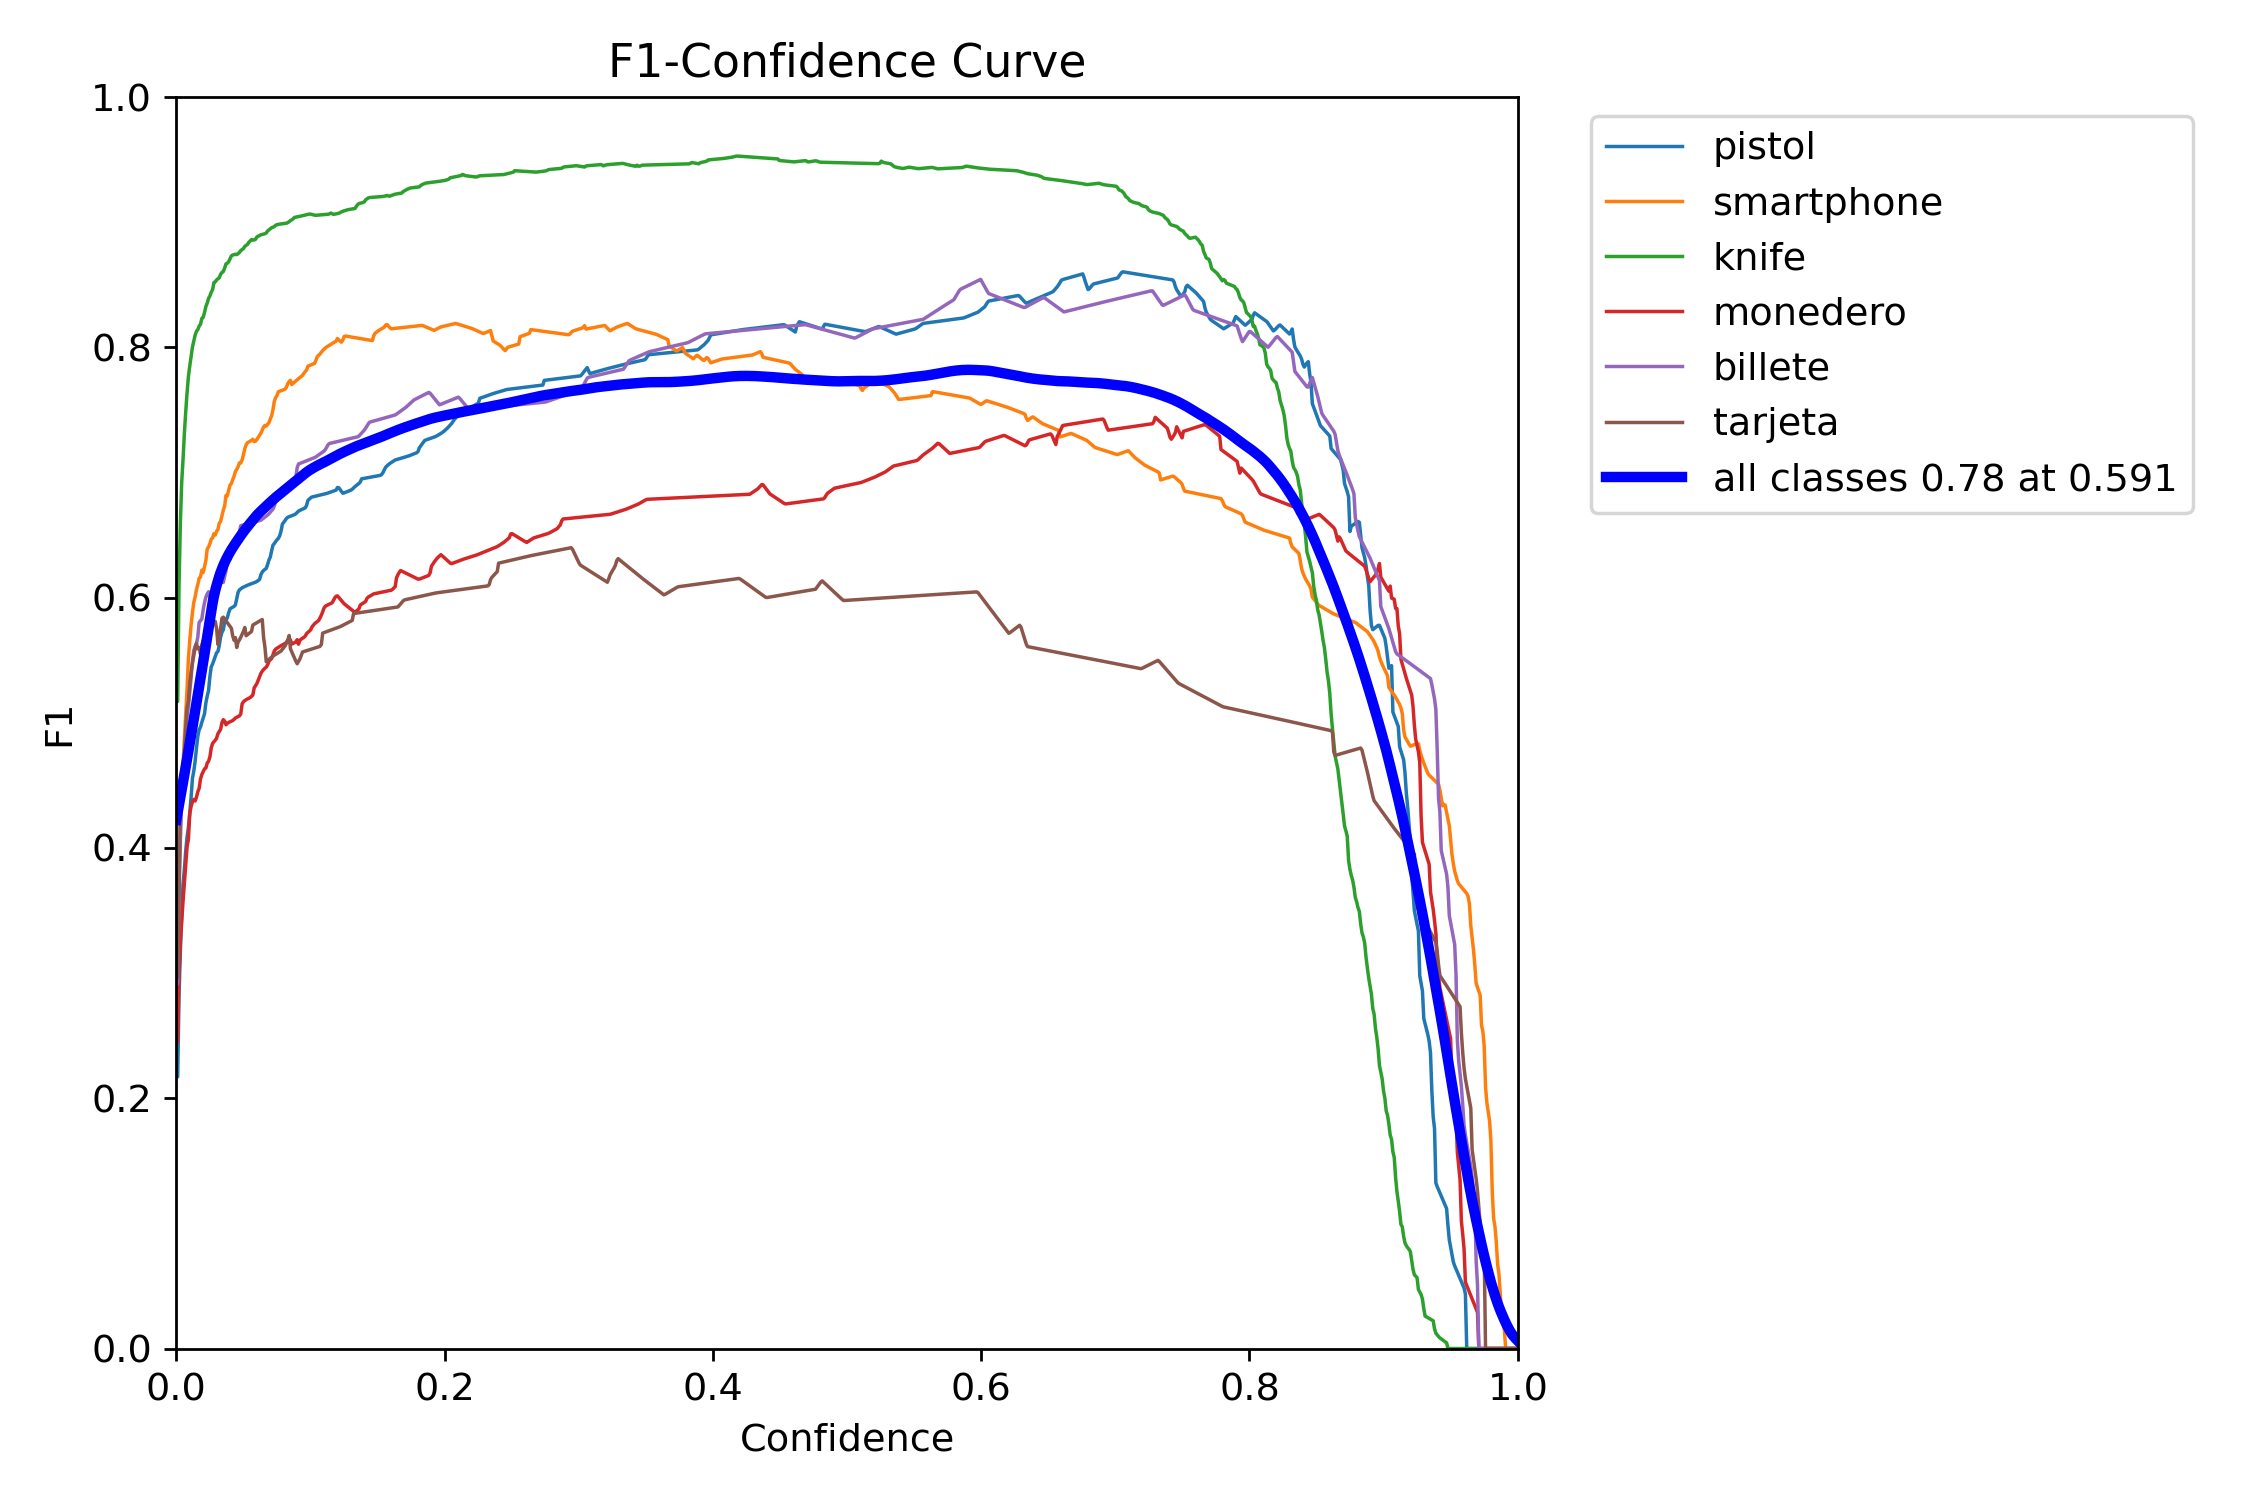 F1-Confidence Curve
1.0
0.8
0.6
0.4
0.2
0.0
F1
0.0 0.2 0.4 0.6 0.8 1.0
Confidence
pistol
smartphone
knife
monedero
billete
tarjeta
all classes 0.78 at 0.591